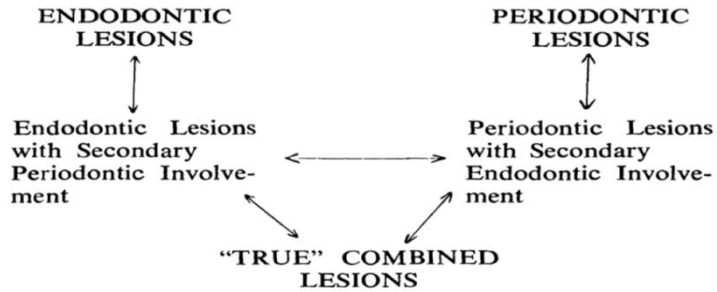 ENDODONTIC
LESIONS
PERIODONTIC
LESIONS
Endodontic Lesions
with Secondary
Periodontic Involve-
ment
Periodontic Lesions
with Secondary
Endodontic Involve-
ment
“TRUE” COMBINED
LESIONS